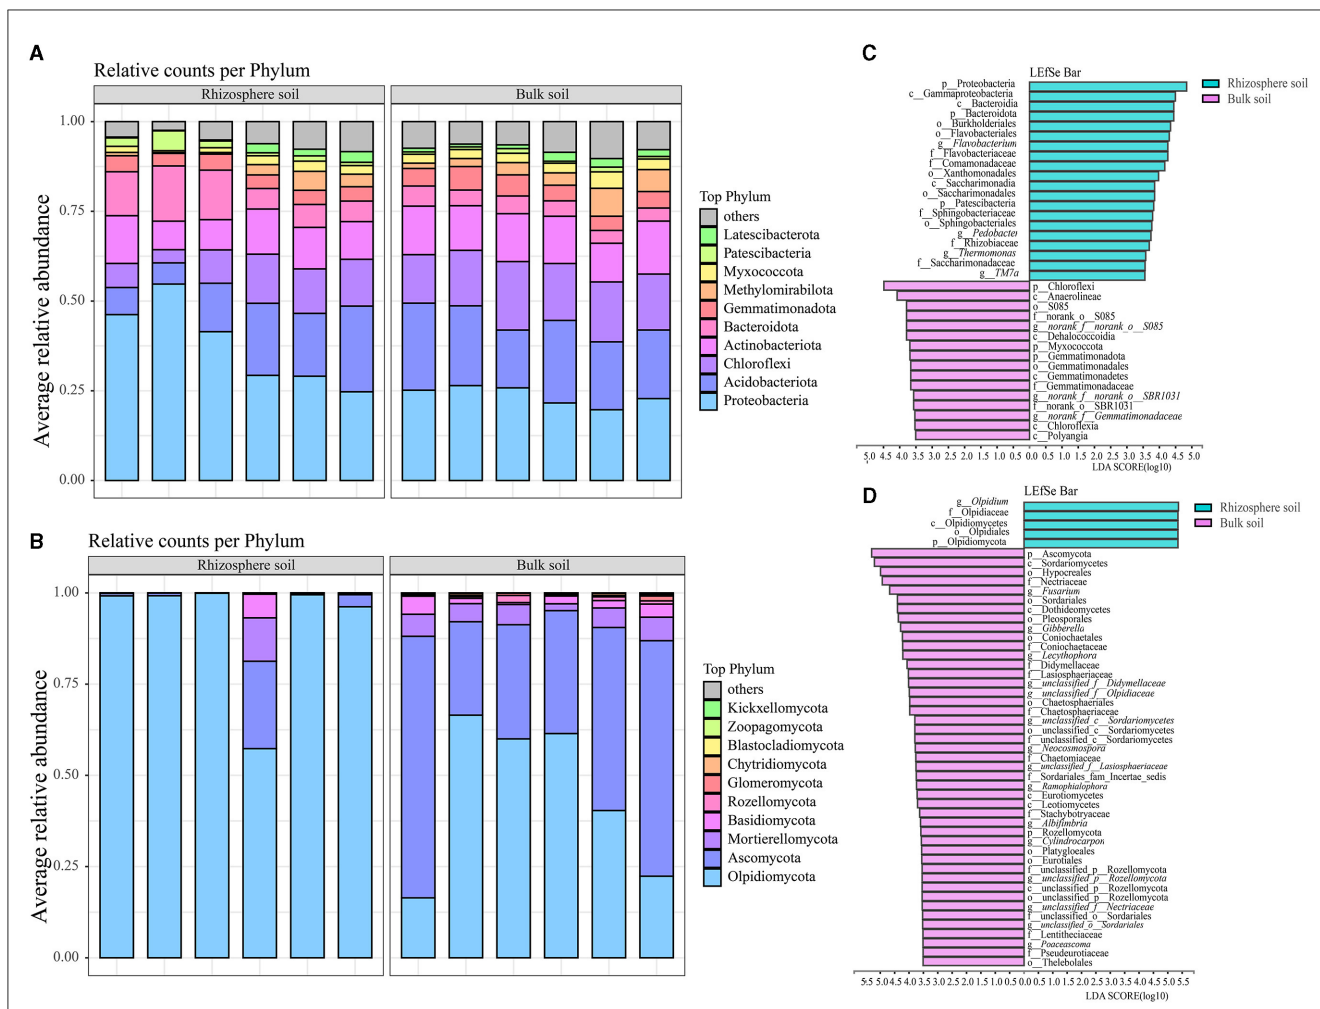 A
Relative counts per Phylum
Rhizosphere soil
Bulk soil
1.00
0.75
0.50
0.25
0.00
Average relative abundance
Top Phylum
others
Latescibacterota
Patescibacteria
Myxococcota
Methylomirabilota
Gemmatimonadota
Bacteroidota
Actinobacteriota
Chloroflexi
Acidobacteriota
Proteobacteria
B
Relative counts per Phylum
Rhizosphere soil
Bulk soil
1.00
0.75
0.50
0.25
0.00
Average relative abundance
Top Phylum
others
Kickxellomycota
Zoopagomycota
Blastocladiomycota
Chytridiomycota
Glomeromycota
Rozellomycota
Basidiomycota
Mortierellomycota
Ascomycota
Olpidiomycota
C
LEfSe Bar
Rhizosphere soil
Bulk soil
p__Proteobacteria
c__Gammaproteobacteria
c__Bacteroidia
p__Bacteroidota
o__Burkholderiales
o__Flavobacteriales
g__Flavobacterium
f__Flavobacteriaceae
f__Comamonadaceae
o__Xanthomonadales
c__Saccharimonadia
o__Saccharimonadales
p__Patescibacteria
f__Sphingobacteriaceae
o__Sphingobacteriales
g__Pedobacter
f__Rhizobiaceae
g__Thermomonas
f__Saccharimonadaceae
g__TM7a
p__Chloroflexi
c__Anaerolineae
o__S085
f__norank_o__S085
g__norank_f__norank_o__S085
c__Dehalococcoidia
p__Myxococcota
p__Gemmatimonadota
o__Gemmatimonadales
c__Gemmatimonadetes
f__Gemmatimonadaceae
g__norank_f__norank_o__SBR1031
f__norank_o__SBR1031
g__norank_f__Gemmatimonadaceae
c__Chloroflexia
c__Polyangia
5.0 4.5 4.0 3.5 3.0 2.5 2.0 1.5 1.0 0.5 0.0 0.5 1.0 1.5 2.0 2.5 3.0 3.5 4.0 4.5 5.0
LDA SCORE(log10)
D
LEfSe Bar
Rhizosphere soil
Bulk soil
g__Olpidium
f__Olpidiaceae
c__Olpidiomycetes
o__Olpidiales
p__Olpidiomycota
p__Ascomycota
c__Sordariomycetes
o__Hypocreales
f__Nectriaceae
g__Fusarium
o__Sordariales
c__Dothideomycetes
o__Pleosporales
g__Gibberella
o__Coniochaetales
f__Coniochaetaceae
g__Lecythophora
f__Didymellaceae
f__Lasiosphaeriaceae
g__unclassified_f__Didymellaceae
g__unclassified_f__Olpidiaceae
o__Chaetosphaeriales
f__Chaetosphaeriaceae
g__unclassified_c__Sordariomycetes
o__unclassified_c__Sordariomycetes
f__unclassified_c__Sordariomycetes
g__Neocosmospora
f__Chaetomiaceae
g__unclassified_f__Lasiosphaeriaceae
f__Sordariales_fam_Incertae_sedis
g__Ramophialophora
c__Eurotiomycetes
c__Leotiomycetes
f__Stachybotryaceae
g__Albifimbria
p__Rozellomycota
g__Cylindrocarpon
o__Platygloeales
o__Eurotiales
f__unclassified_p__Rozellomycota
g__unclassified_p__Rozellomycota
c__unclassified_p__Rozellomycota
o__unclassified_p__Rozellomycota
g__unclassified_f__Nectriaceae
f__unclassified_o__Sordariales
g__unclassified_o__Sordariales
f__Lentitheciaceae
g__Poaceascoma
f__Pseudeurotiaceae
o__Thelebolales
5.5 5.0 4.5 4.0 3.5 3.0 2.5 2.0 1.5 1.0 0.5 0.0 0.5 1.0 1.5 2.0 2.5 3.0 3.5 4.0 4.5 5.0 5.5
LDA SCORE(log10)